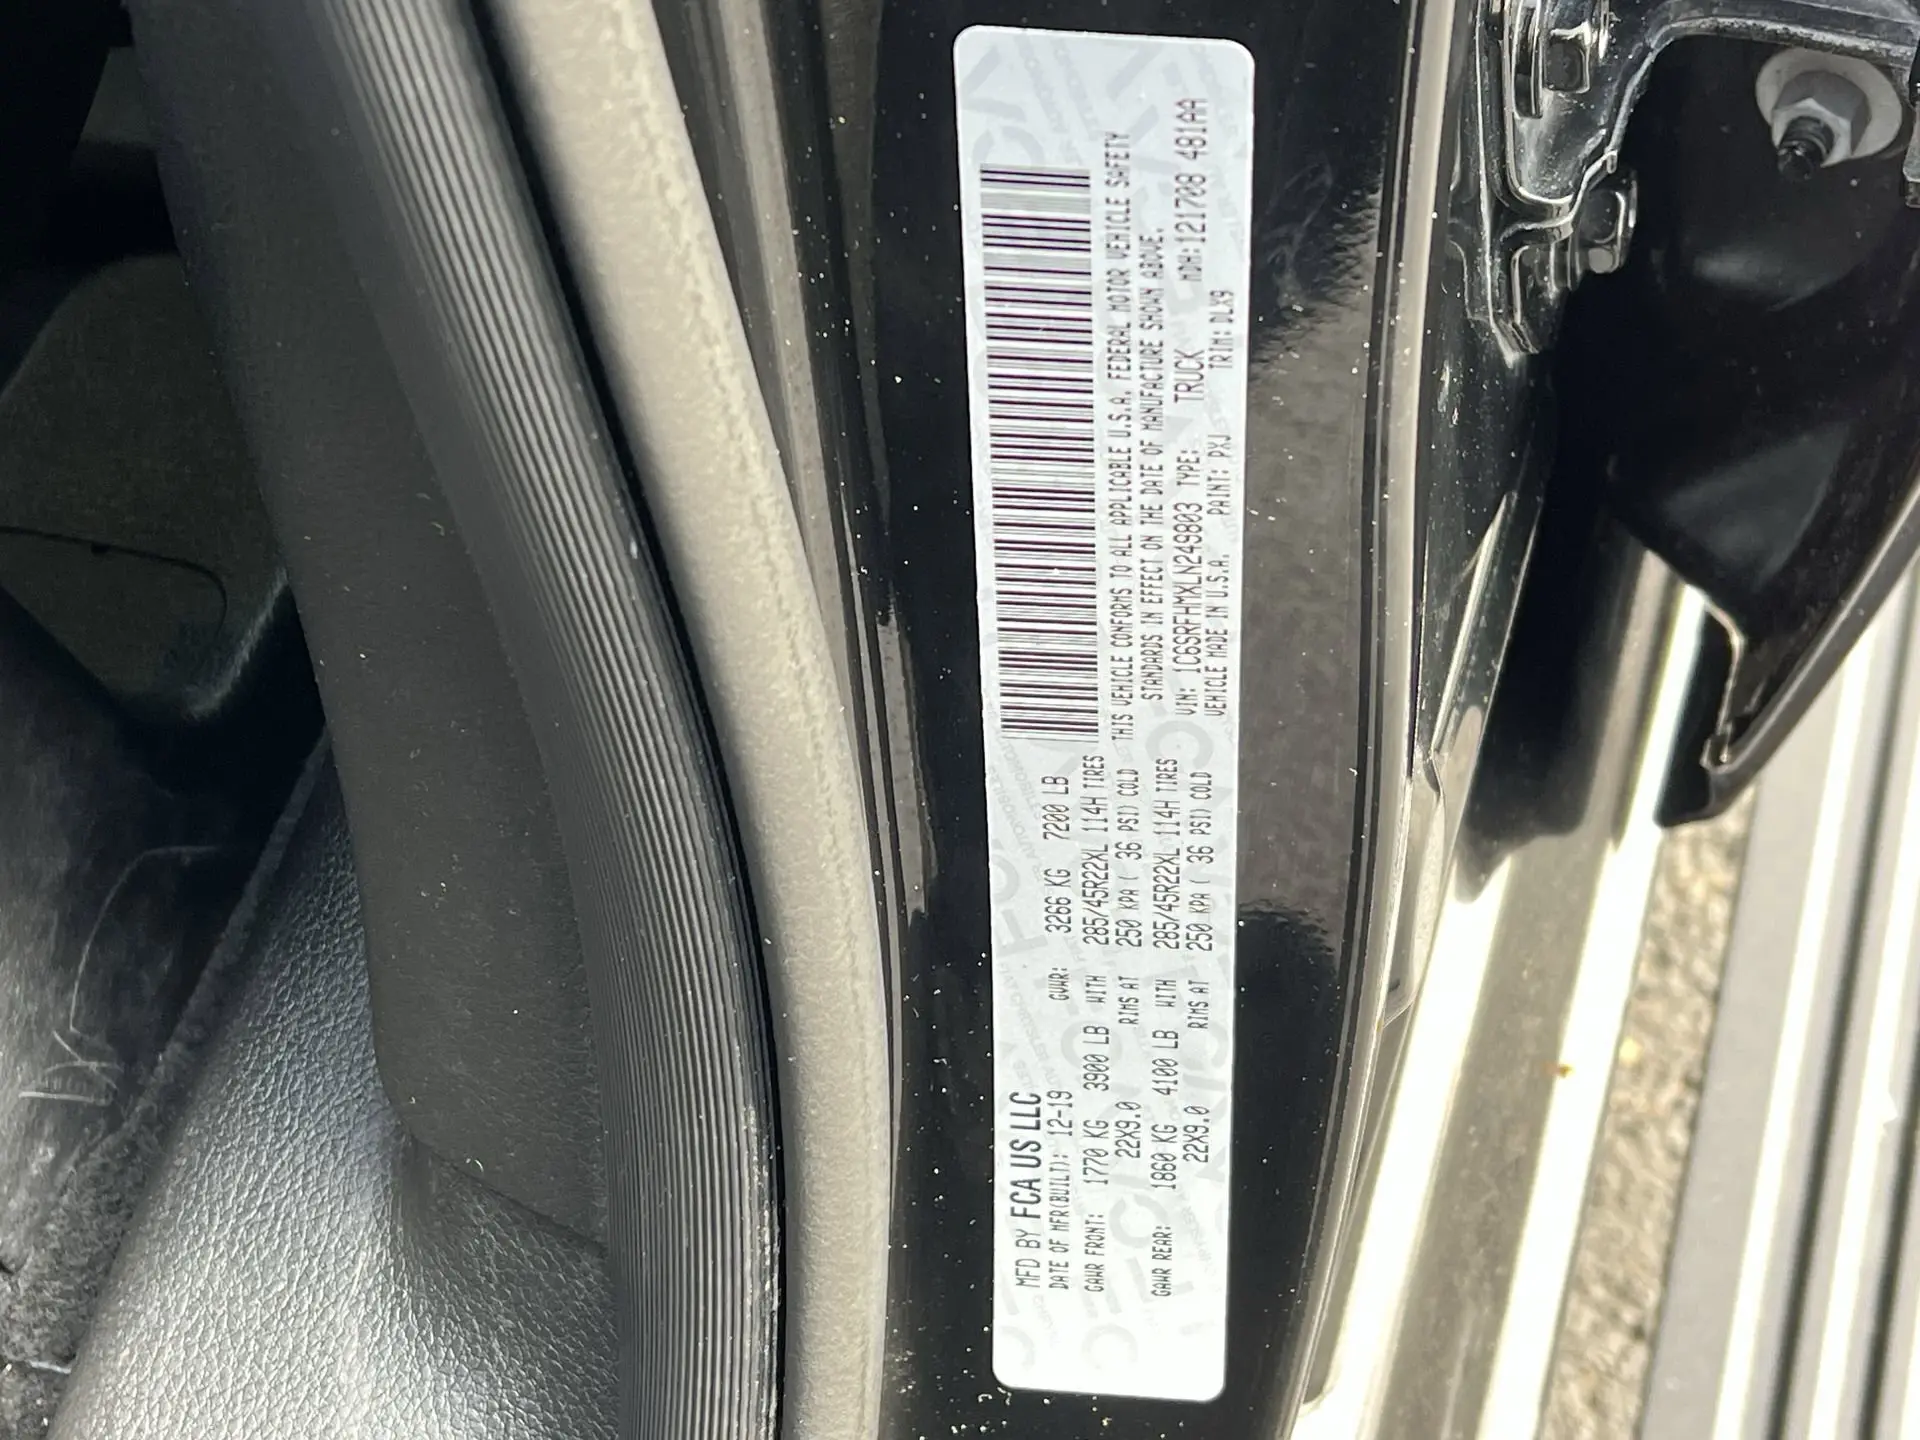 MFD BY FCA US LLC
DATE OF MFR(BUILT): 12-19 GVWR: 3266 KG 7200 LB
GAWR FRONT: 1770 KG 3900 LB WITH 285/45R22XL 114H TIRES
22X9.0 RIMS AT 250 KPA ( 36 PSI) COLD
GAWR REAR: 1860 KG 4100 LB WITH 285/45R22XL 114H TIRES
22X9.0 RIMS AT 250 KPA ( 36 PSI) COLD
THIS VEHICLE CONFORMS TO ALL APPLICABLE U.S.A. FEDERAL MOTOR VEHICLE SAFETY
STANDARDS IN EFFECT ON THE DATE OF MANUFACTURE SHOWN ABOVE.
VIN: 1C6SRFHMXLN249803 TYPE: TRUCK MDH:121708 481AA
VEHICLE MADE IN U.S.A. PAINT: PXJ TRIM: DLX9